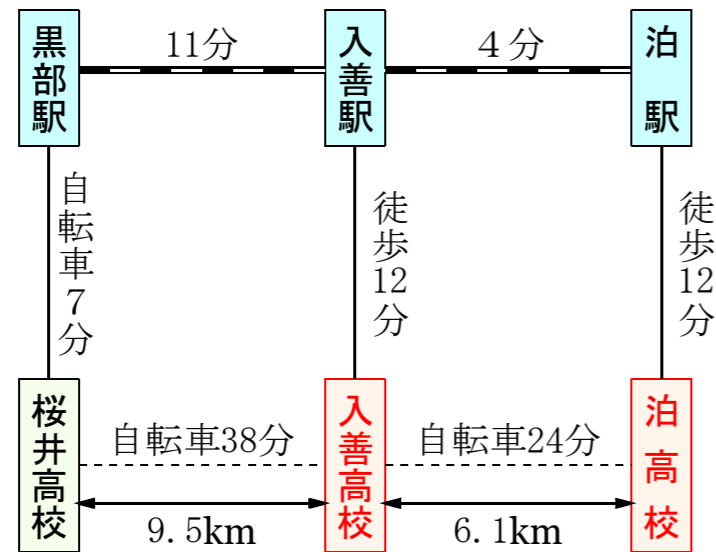 黒部駅
11分
入善駅
4分
泊駅
自転車7分
徒歩12分
徒歩12分
桜井高校
自転車38分
入善高校
自転車24分
泊高校
9.5km
6.1km